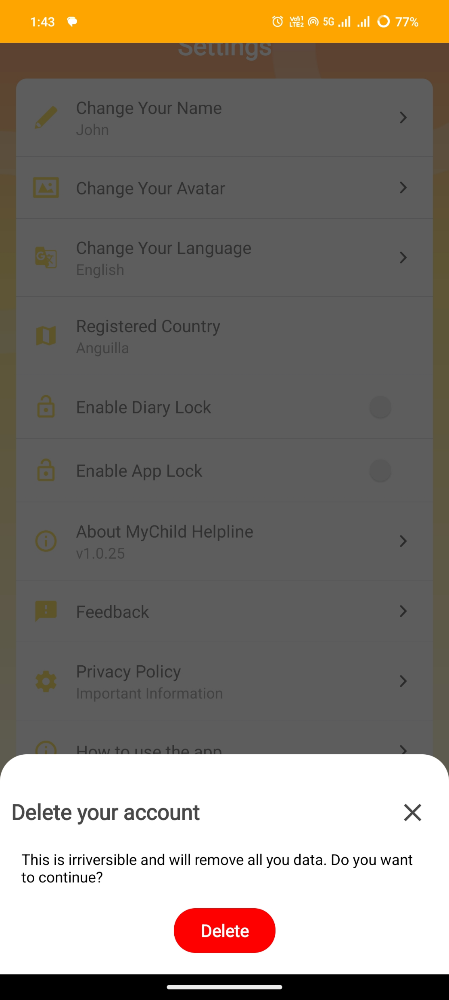 1:43
Vo)) 1
LTE2
5G
77%
Settings
Change Your Name
John
Change Your Avatar
Change Your Language
English
Registered Country
Anguilla
Enable Diary Lock
Enable App Lock
About MyChild Helpline
v1.0.25
Feedback
Privacy Policy
Important Information
How to use the app
Delete your account
This is irriversible and will remove all you data. Do you want
to continue?
Delete